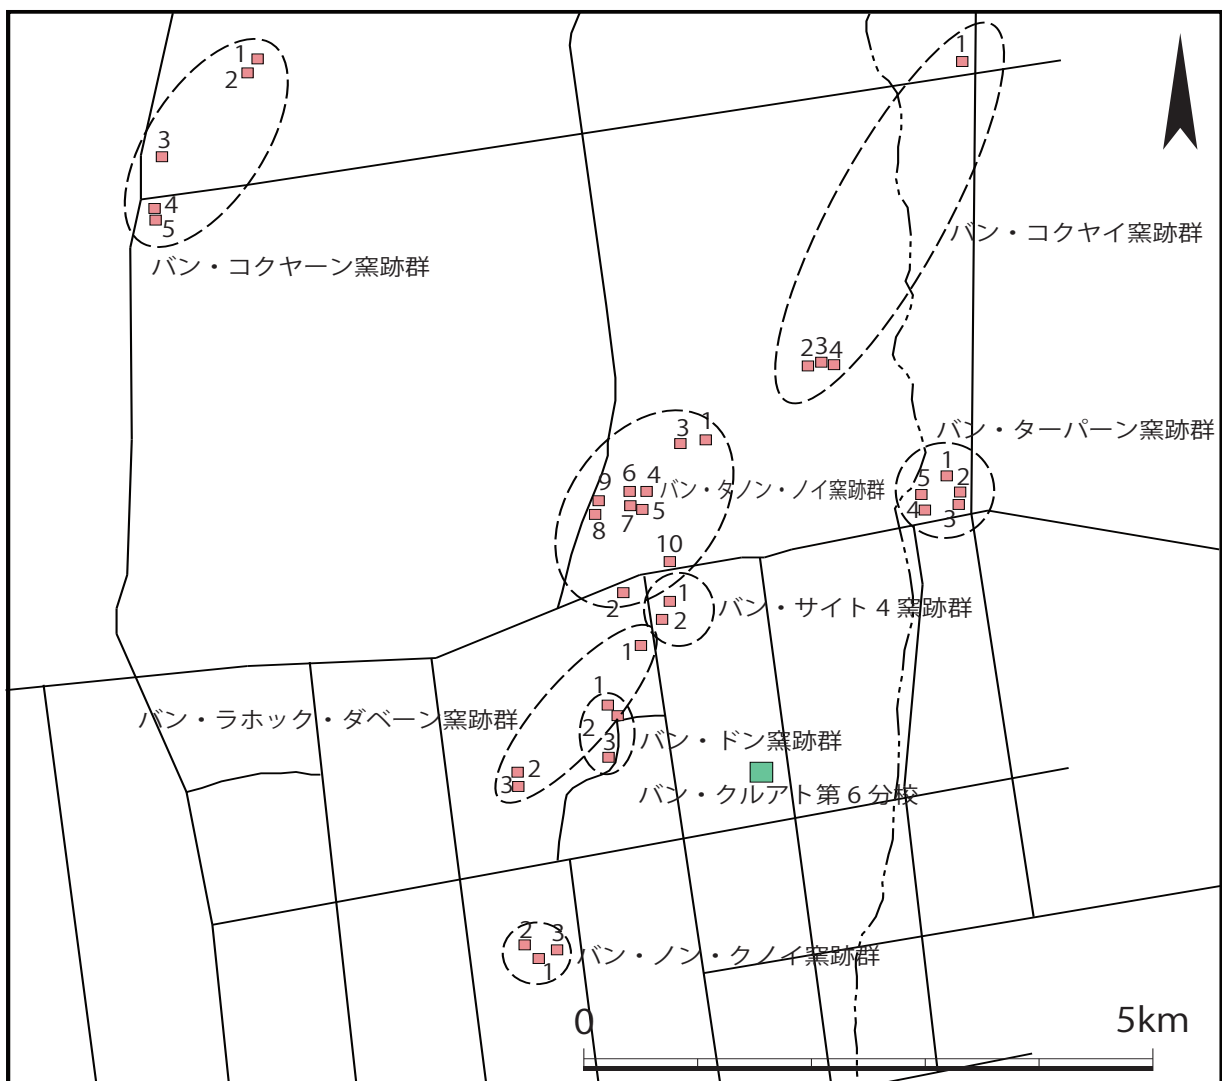 1
2
3
4
5
バン・コクヤーン窯跡群
1
バン・コクヤイ窯跡群
2 3 4
バン・ターパーン窯跡群
1
2
3
4
5
3 1
6 4
9
バン・タノン・ノイ窯跡群
7 5
8
10
2
1
2
バン・サイト4窯跡群
1
バン・ラホック・ダベーン窯跡群
2
3
1
2
3
バン・ドン窯跡群
バン・クルアト第6分校
2 3
1
バン・ノン・クノイ窯跡群
0 5km